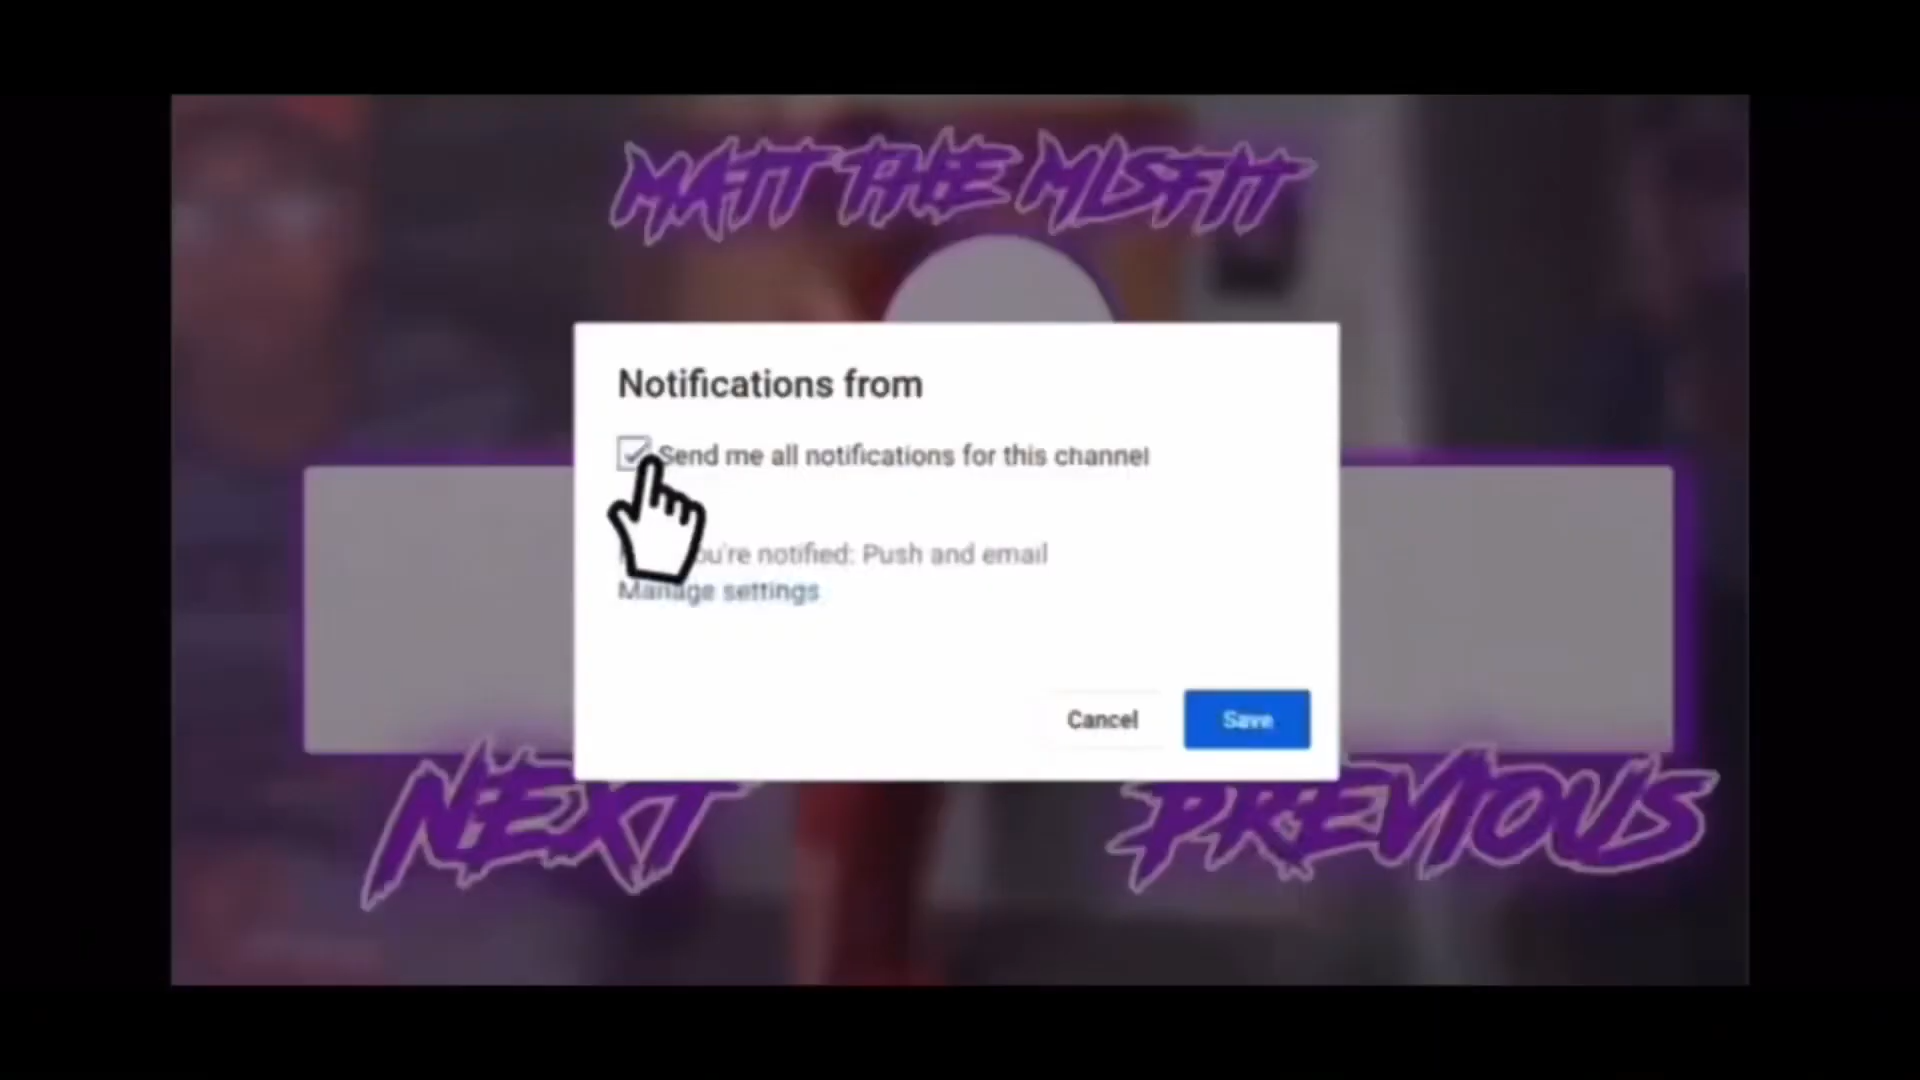 MATT THE MISFIT
Notifications from
Send me all notifications for this channel
you're notified: Push and email
Manage settings
Cancel
Save
NEXT
PREVIOUS